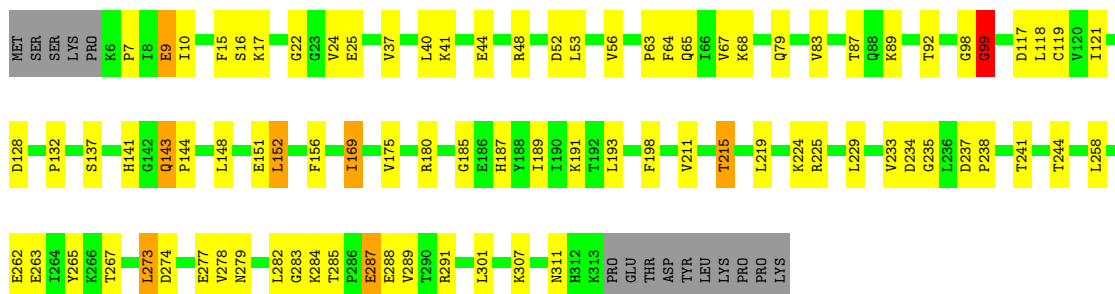 MET SER SER LYS PRO K6 P7 I8 E9 I10 F15 S16 K17 G22 G23 V24 E25 V37 L40 K41 E44 R48 D52 L53 V56 P63 F64 Q65 I66 V67 K68 Q79 V83 T87 Q88 K89 T92 G98 G99 D117 L118 C119 V120 I121
D128 P132 S137 H141 G142 Q143 P144 L148 E151 L152 F156 I169 V175 R180 G185 E186 H187 Y188 I189 I190 K191 T192 L193 F198 V211 T215 L219 K224 R225 L229 V233 D234 G235 L236 D237 P238 T241 T244 L258
E262 E263 I264 Y265 K266 T267 L273 D274 E277 V278 N279 L282 G283 K284 T285 P286 E287 E288 V289 T290 R291 L301 K307 N311 H312 K313 PRO GLU THR ASP TYR LEU LYS PRO PRO LYS